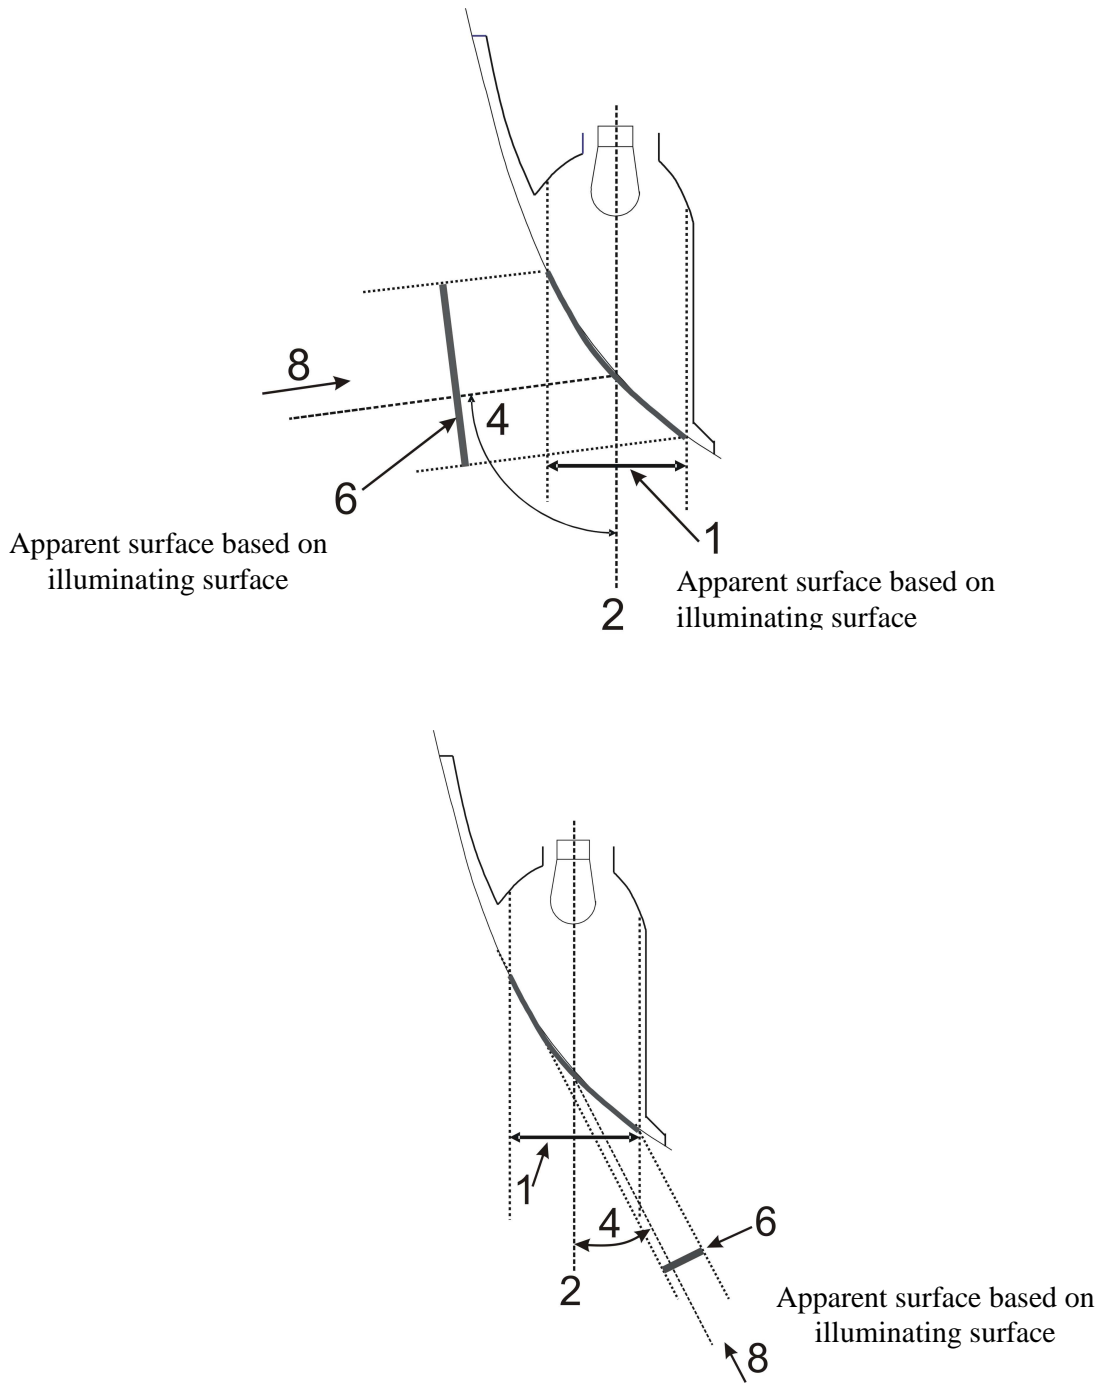 8
4
6
Apparent surface based on
illuminating surface
1
Apparent surface based on
illuminating surface
2
1
4
6
2
Apparent surface based on
illuminating surface
8